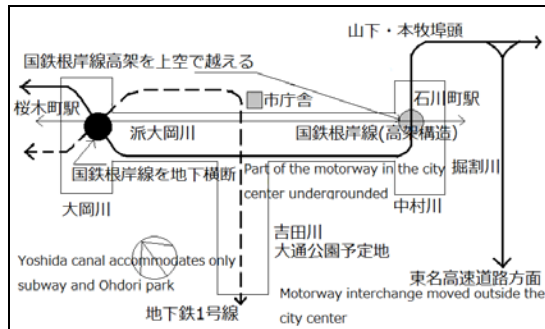 山下・本牧埠頭
国鉄根岸線高架を上空で越える
市庁舎
石川町駅
桜木町駅
派大岡川
国鉄根岸線(高架構造)
掘割川
国鉄根岸線を地下横断
Part of the motorway in the city
center undergrounded
大岡川
中村川
吉田川
大通公園予定地
Yoshida canal accommodates only
subway and Ohdori park
東名高速道路方面
地下鉄1号線
Motorway interchange moved outside the
city center